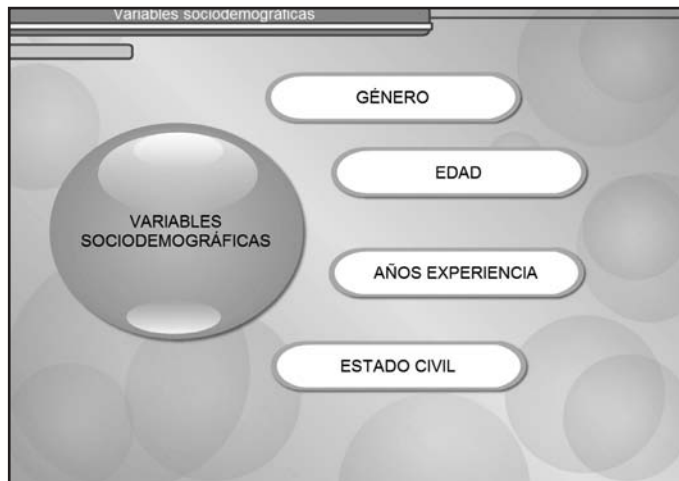 Variables sociodemográficas
GÉNERO
EDAD
VARIABLES
SOCIODEMOGRÁFICAS
AÑOS EXPERIENCIA
ESTADO CIVIL